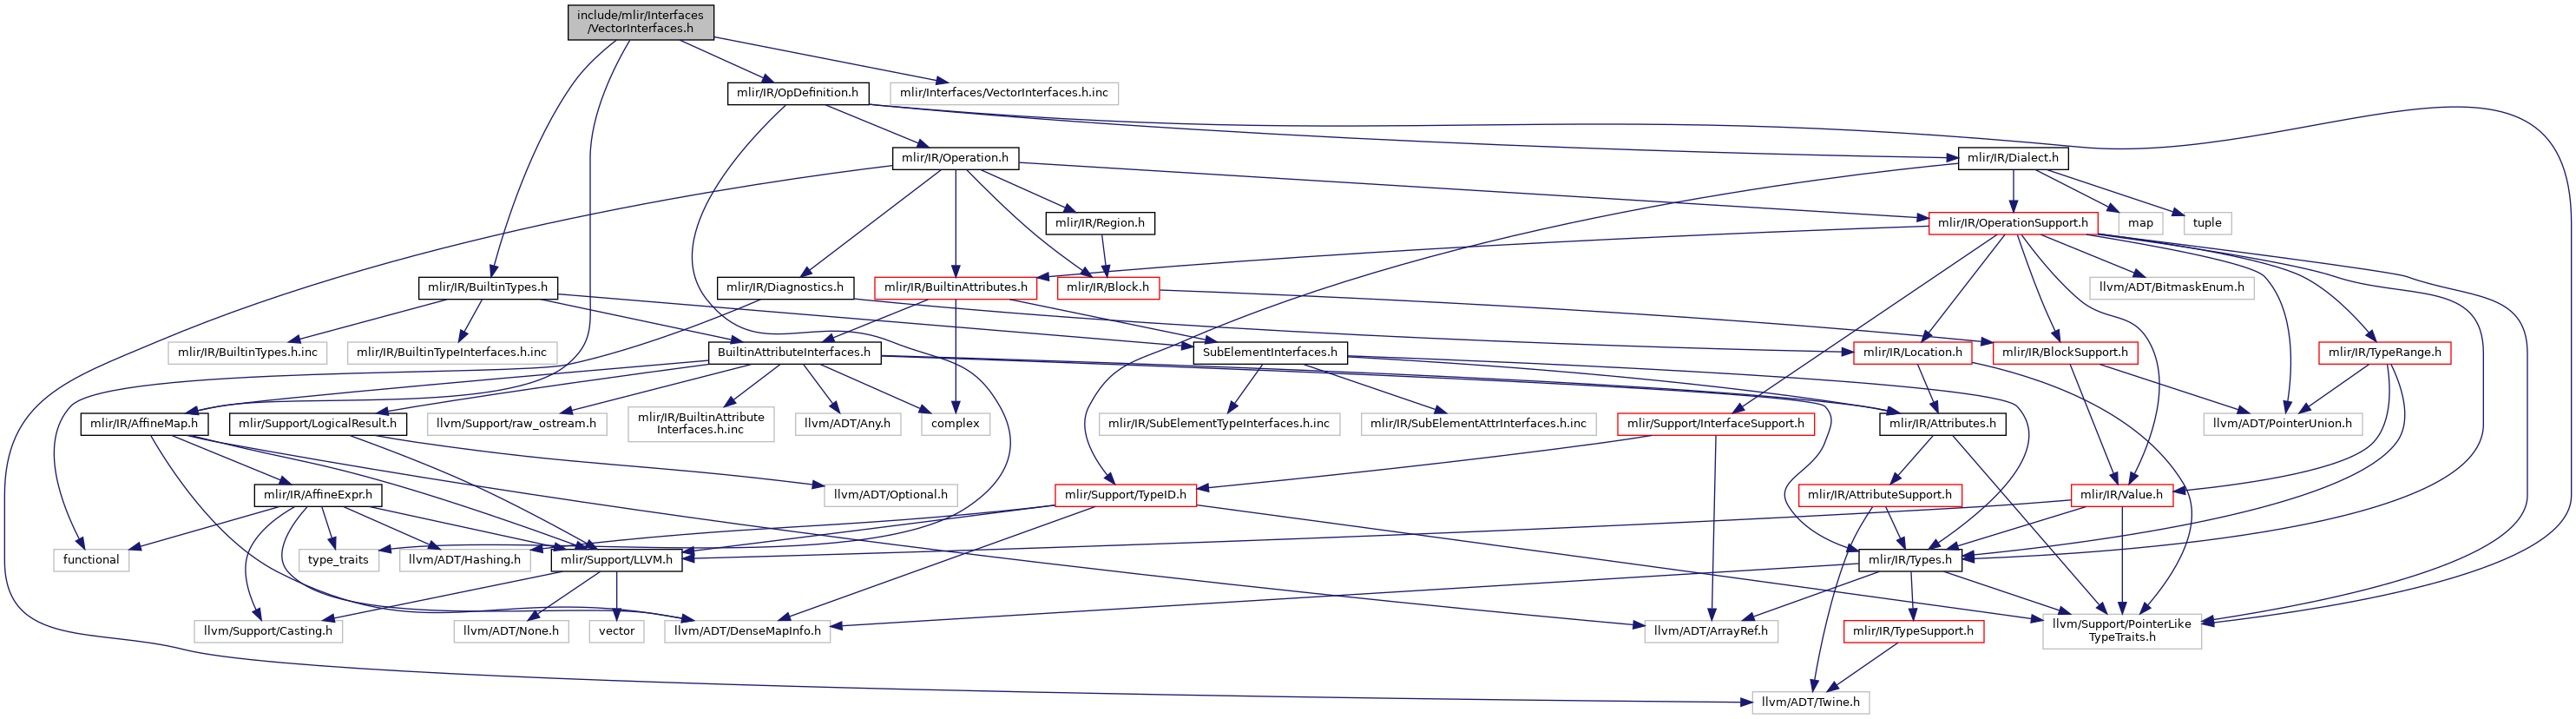 include/mlir/Interfaces
/VectorInterfaces.h
mlir/IR/OpDefinition.h
mlir/Interfaces/VectorInterfaces.h.inc
mlir/IR/Operation.h
mlir/IR/Dialect.h
mlir/IR/Region.h
mlir/IR/OperationSupport.h
map
tuple
mlir/IR/BuiltinTypes.h
mlir/IR/Diagnostics.h
mlir/IR/BuiltinAttributes.h
mlir/IR/Block.h
llvm/ADT/BitmaskEnum.h
mlir/IR/BuiltinTypes.h.inc
mlir/IR/BuiltinTypeInterfaces.h.inc
BuiltinAttributeInterfaces.h
SubElementInterfaces.h
mlir/IR/Location.h
mlir/IR/BlockSupport.h
mlir/IR/TypeRange.h
mlir/IR/AffineMap.h
mlir/Support/LogicalResult.h
llvm/Support/raw_ostream.h
mlir/IR/BuiltinAttribute
Interfaces.h.inc
llvm/ADT/Any.h
complex
mlir/IR/SubElementTypeInterfaces.h.inc
mlir/IR/SubElementAttrInterfaces.h.inc
mlir/Support/InterfaceSupport.h
mlir/IR/Attributes.h
llvm/ADT/PointerUnion.h
mlir/IR/AffineExpr.h
llvm/ADT/Optional.h
mlir/Support/TypeID.h
mlir/IR/AttributeSupport.h
mlir/IR/Value.h
functional
type_traits
llvm/ADT/Hashing.h
mlir/Support/LLVM.h
mlir/IR/Types.h
llvm/Support/Casting.h
llvm/ADT/None.h
vector
llvm/ADT/DenseMapInfo.h
llvm/ADT/ArrayRef.h
mlir/IR/TypeSupport.h
llvm/Support/PointerLike
TypeTraits.h
llvm/ADT/Twine.h